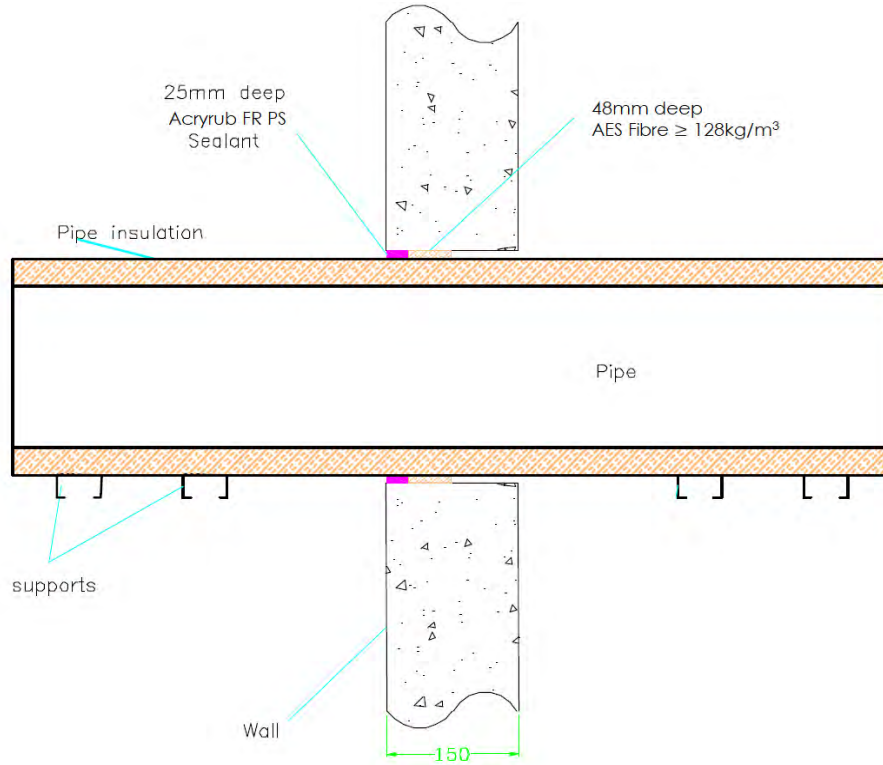 25mm deep
Acryrub FR PS
Sealant
48mm deep
AES Fibre ≥ 128kg/m³
Pipe insulation
Pipe
supports
Wall
150